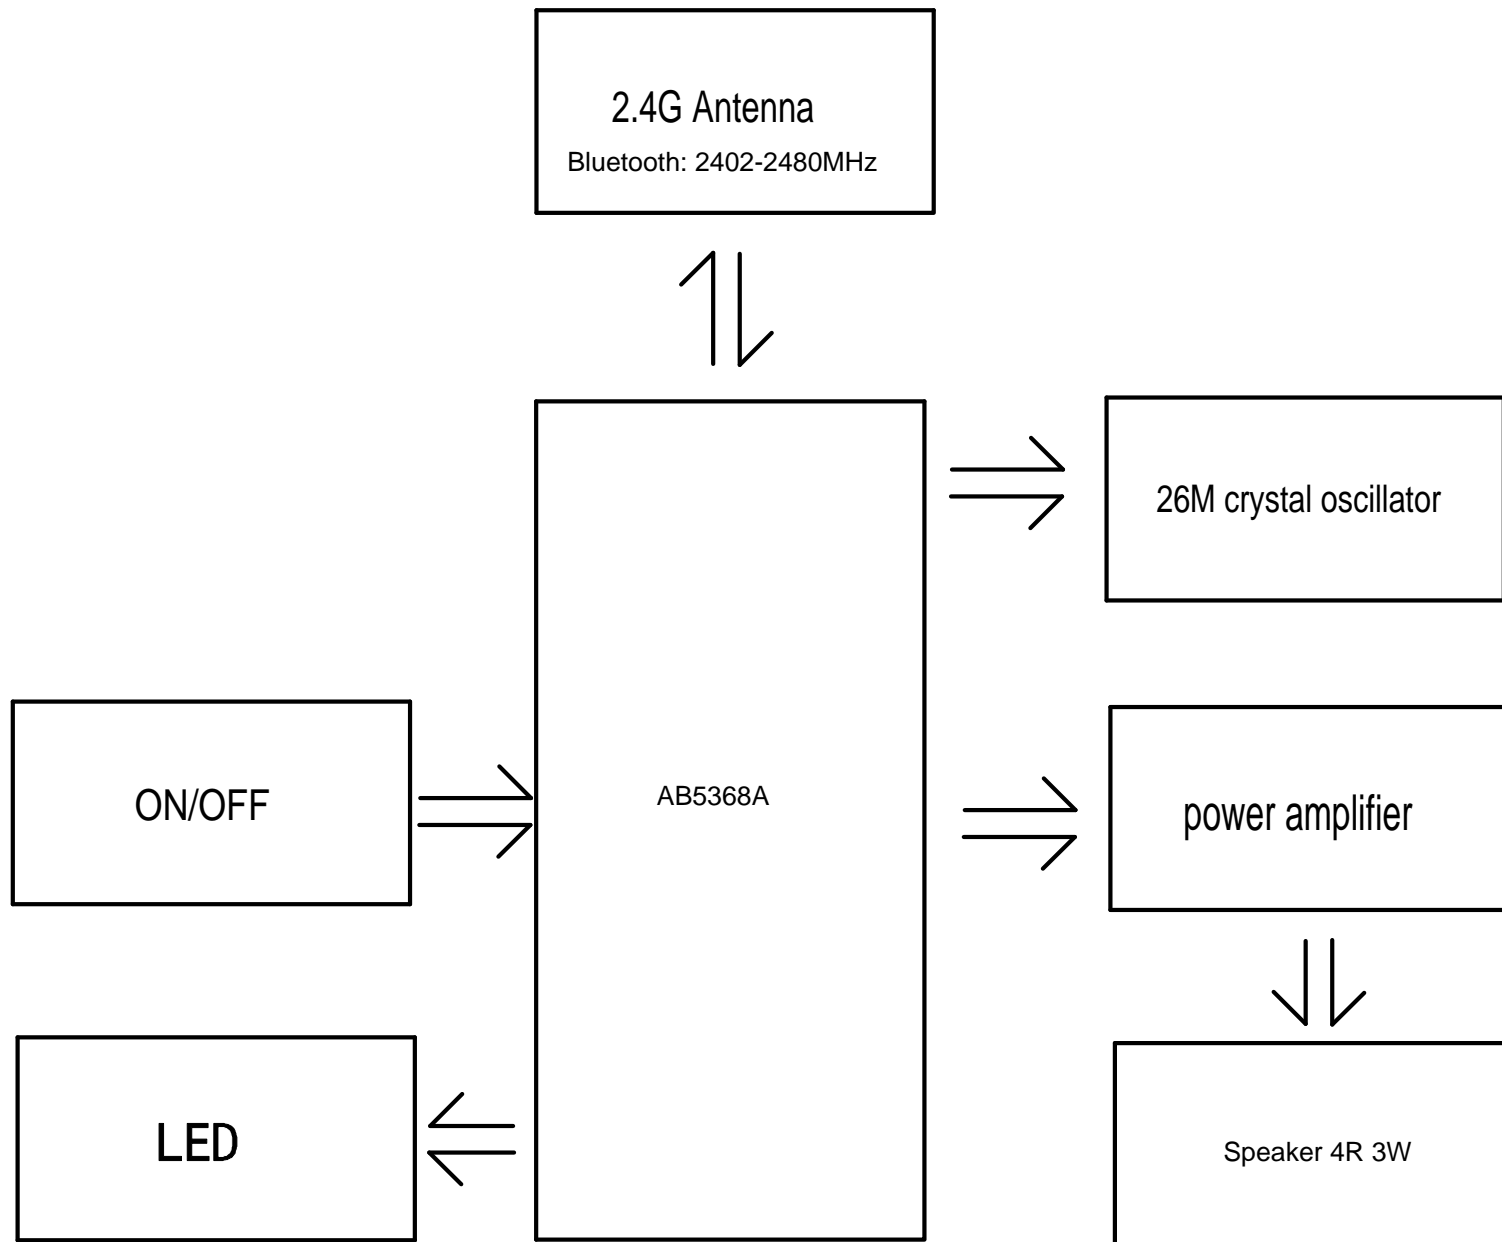 2.4G Antenna
Bluetooth: 2402-2480MHz
26M crystal oscillator
ON/OFF
AB5368A
power amplifier
LED
Speaker 4R 3W